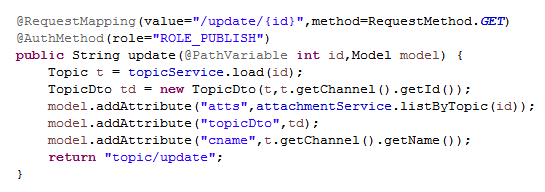 @RequestMapping(value="/update/{id}",method=RequestMethod.GET)
@AuthMethod(role="ROLE_PUBLISH")
public String update(@PathVariable int id,Model model) {
    Topic t = topicService.load(id);
    TopicDto td = new TopicDto(t,t.getChannel().getId());
    model.addAttribute("atts",attachmentService.listByTopic(id));
    model.addAttribute("topicDto",td);
    model.addAttribute("cname",t.getChannel().getName());
    return "topic/update";
}